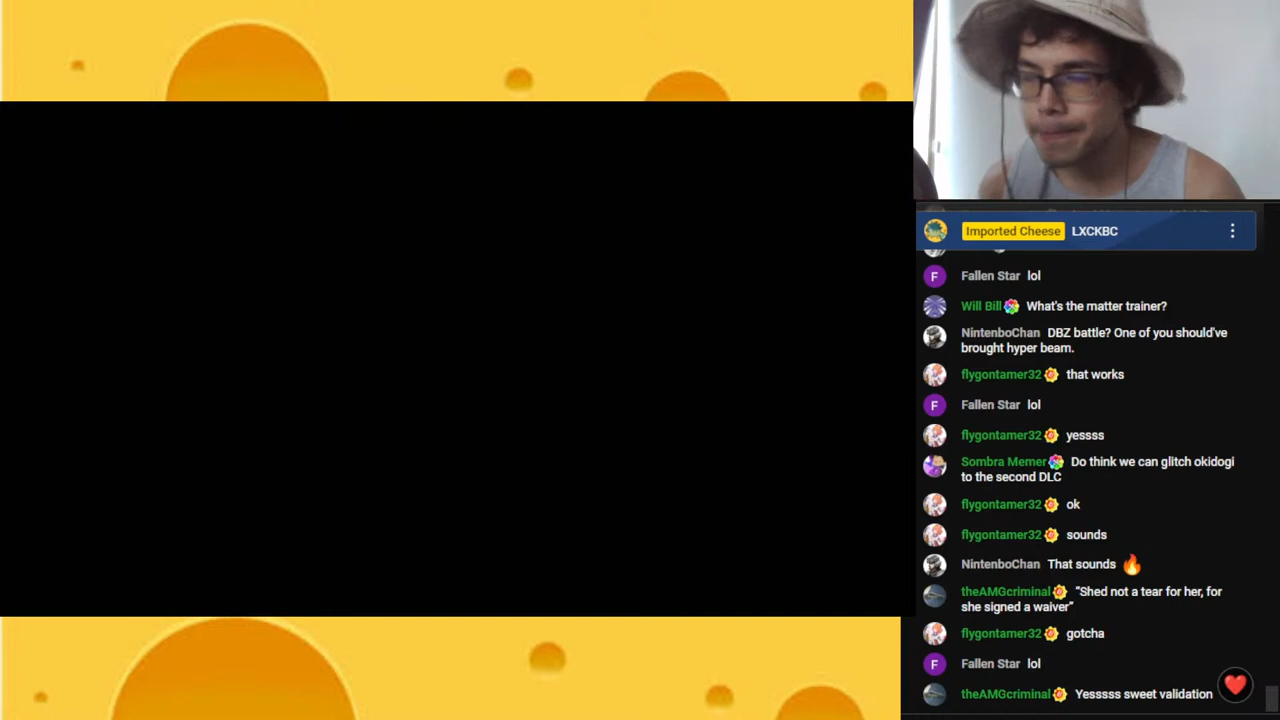 Imported Cheese LXCKBC
Fallen Star lol
Will Bill What's the matter trainer?
NintenboChan DBZ battle? One of you should've
brought hyper beam.
flygontamer32 that works
F
Fallen Star lol
flygontamer32 yessss
Sombra Memer Do think we can glitch okidogi
to the second DLC
flygontamer32 ok
flygontamer32 sounds
NintenboChan That sounds 🔥
theAMGcriminal “Shed not a tear for her, for
she signed a waiver”
flygontamer32 gotcha
F
Fallen Star lol
theAMGcriminal Yesssss sweet validation